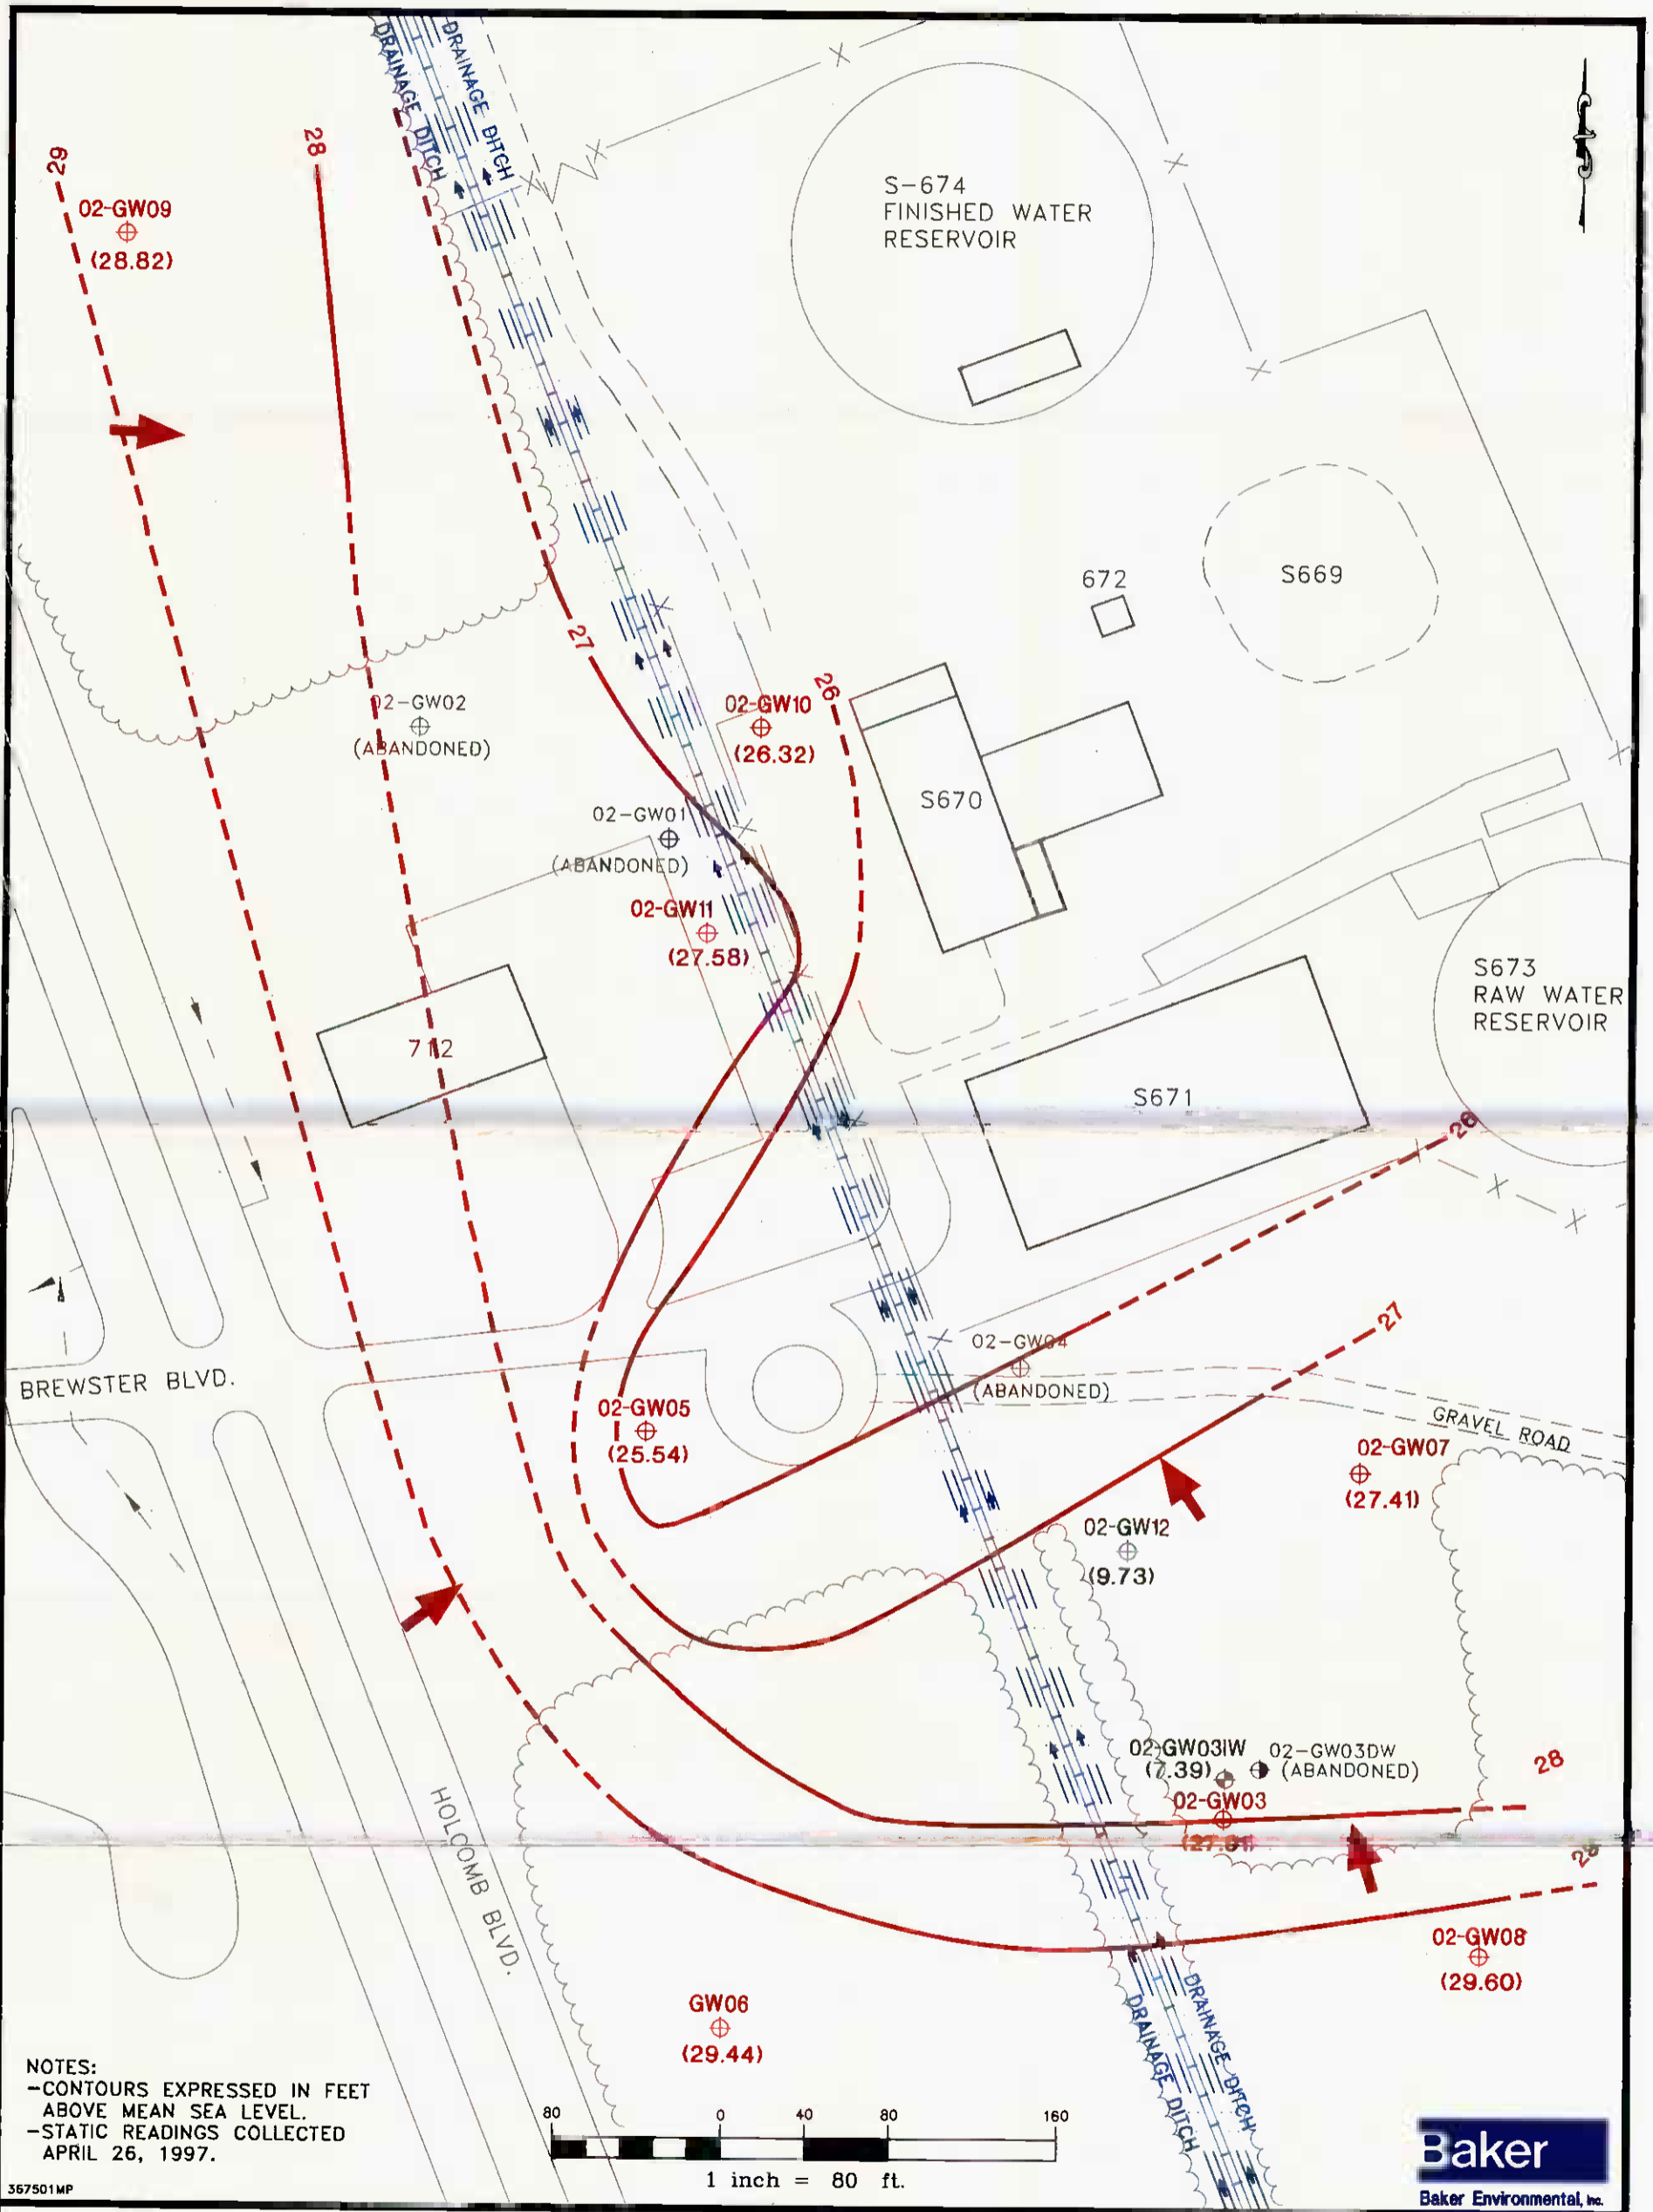 DRAINAGE DITCH
DRAINAGE DITCH
29
28
02-GW09
(28.82)
S-674
FINISHED WATER
RESERVOIR
672
S669
27
26
02-GW02
(ABANDONED)
02-GW10
(26.32)
S670
02-GW01
(ABANDONED)
02-GW11
(27.58)
S673
RAW WATER
RESERVOIR
712
S671
26
27
BREWSTER BLVD.
02-GW04
(ABANDONED)
02-GW05
(25.54)
GRAVEL ROAD
02-GW07
(27.41)
02-GW12
(9.73)
02-GW03IW
(7.39)
02-GW03DW
(ABANDONED)
02-GW03
28
HOLCOMB BLVD.
02-GW08
(29.60)
GW06
(29.44)
DRAINAGE DITCH
DRAINAGE DITCH
NOTES:
-CONTOURS EXPRESSED IN FEET
ABOVE MEAN SEA LEVEL.
-STATIC READINGS COLLECTED
APRIL 26, 1997.
367501MP
80 0 40 80 160
1 inch = 80 ft.
Baker
Baker Environmental, Inc.